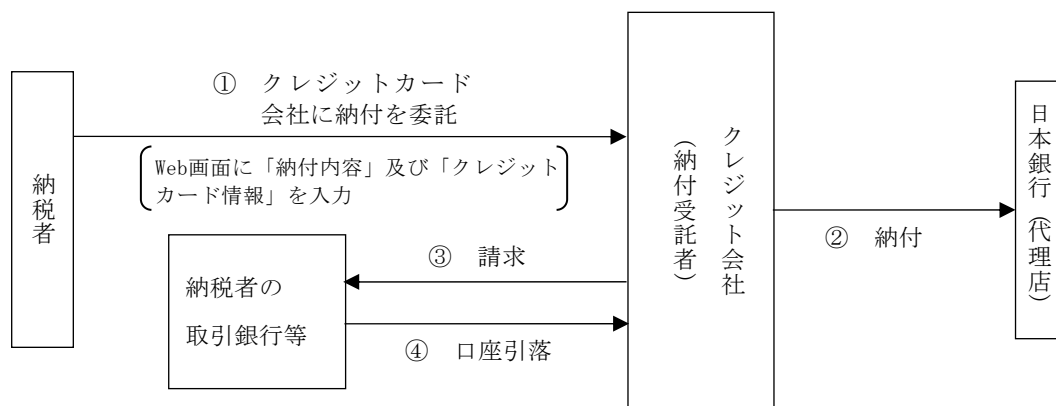 ① クレジットカード
会社に納付を委託
Web画面に「納付内容」及び「クレジット
カード情報」を入力
納税者
納税者の
取引銀行等
③ 請求
④ 口座引落
クレジット会社
(納付受託者)
② 納付
日本銀行(代理店)